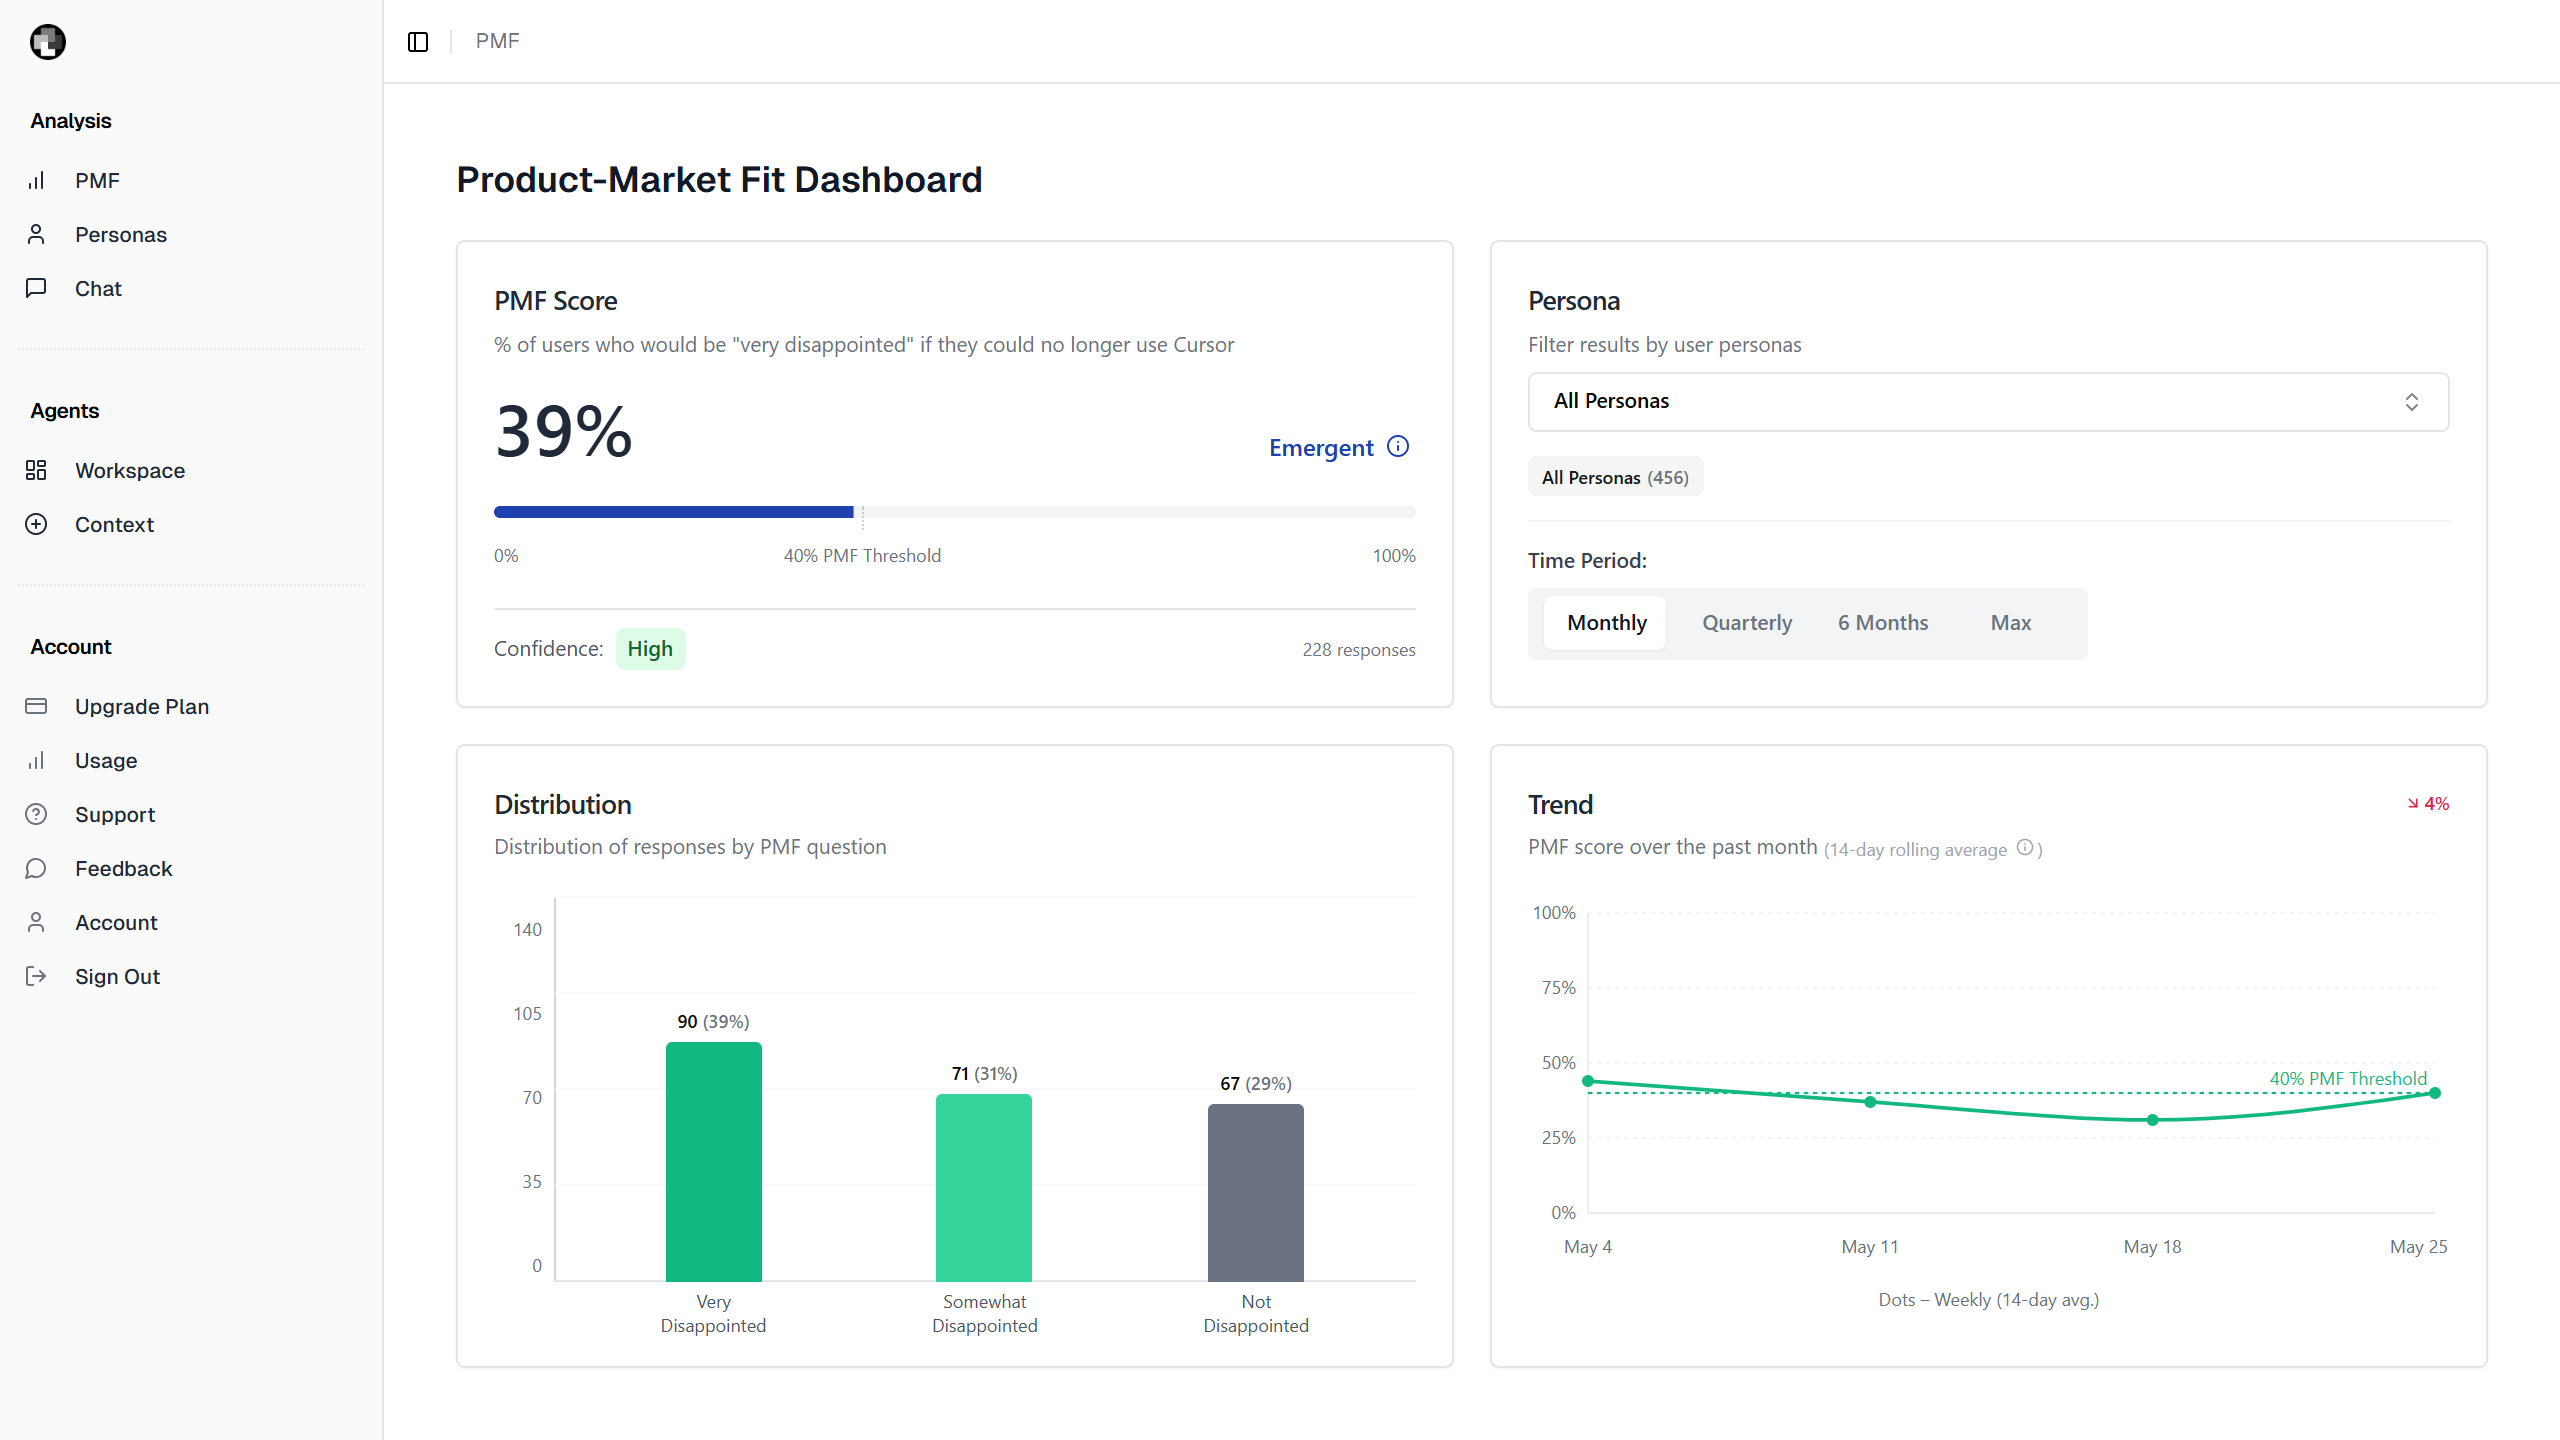 PMF
Analysis
PMF
Personas
Chat
Agents
Workspace
Context
Account
Upgrade Plan
Usage
Support
Feedback
Account
Sign Out
Product-Market Fit Dashboard
PMF Score
% of users who would be "very disappointed" if they could no longer use Cursor
39%
Emergent
0%
40% PMF Threshold
100%
Confidence: High
228 responses
Persona
Filter results by user personas
All Personas
All Personas (456)
Time Period:
Monthly Quarterly 6 Months Max
Distribution
Distribution of responses by PMF question
140
105
70
35
0
90 (39%)
71 (31%)
67 (29%)
Very
Disappointed
Somewhat
Disappointed
Not
Disappointed
Trend
4%
PMF score over the past month (14-day rolling average )
100%
75%
50%
25%
0%
40% PMF Threshold
May 4
May 11
May 18
May 25
Dots – Weekly (14-day avg.)